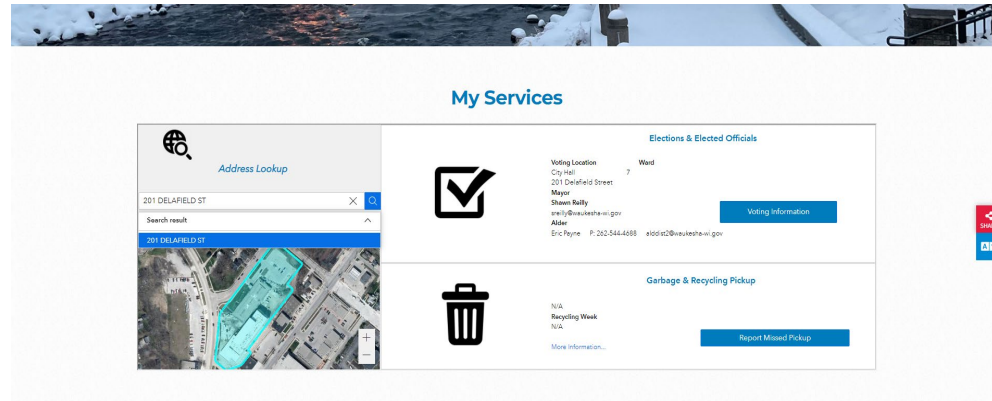 My Services
Address Lookup
201 DELAFIELD ST
Search result
201 DELAFIELD ST
+
−
Elections & Elected Officials
Voting Location Ward
City Hall 7
201 Delafield Street
Mayor
Shawn Reilly
sreilly@waukesha-wi.gov
Alder
Eric Payne P: 262-544-4688 alddist2@waukesha-wi.gov
Voting Information
Garbage & Recycling Pickup
N/A
Recycling Week
N/A
More Information...
Report Missed Pickup